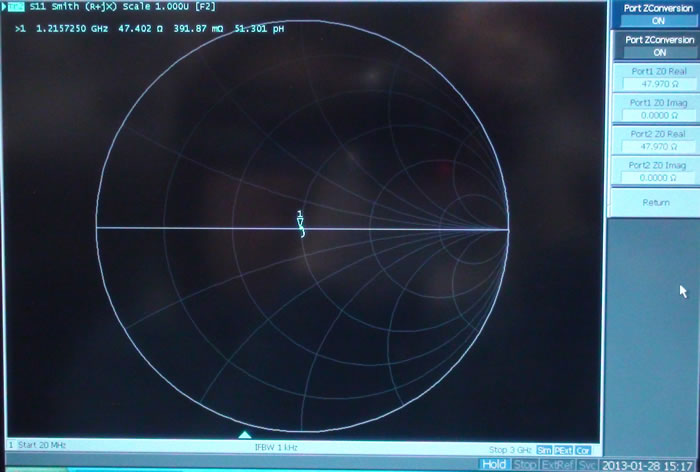 Tr1 S11 Smith (R+jX) Scale 1.000U [F2]
>1 1.2157250 GHz 47.402 Ω 391.87 mΩ 51.301 pH
1
1 Start 20 MHz IFBW 1 kHz Stop 3 GHz Sim PExt Cor
Port ZConversion
ON
Port ZConversion
ON
Port1 Z0 Real
47.970 Ω
Port1 Z0 Imag
0.0000 Ω
Port2 Z0 Real
47.970 Ω
Port2 Z0 Imag
0.0000 Ω
Return
Hold Stop ExtRef Svc 2013-01-28 15:17